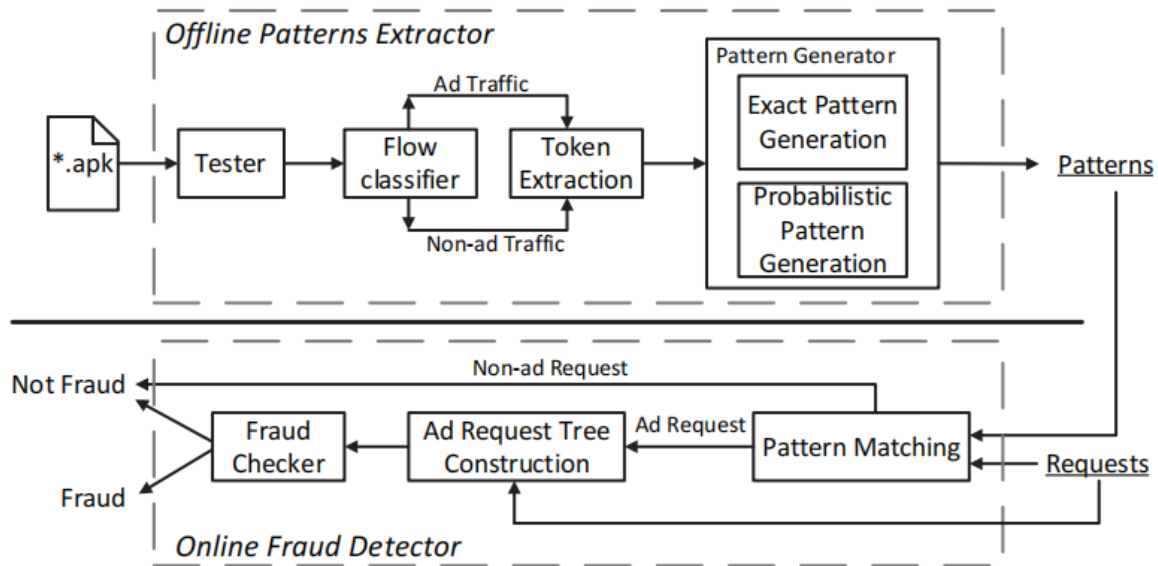 Offline Patterns Extractor
Pattern Generator
Ad Traffic
Exact Pattern
Generation
*.apk
Tester
Flow
classifier
Token
Extraction
Patterns
Probabilistic
Pattern
Generation
Non-ad Traffic
Non-ad Request
Not Fraud
Fraud
Checker
Ad Request Tree
Construction
Ad Request
Pattern Matching
Requests
Fraud
Online Fraud Detector